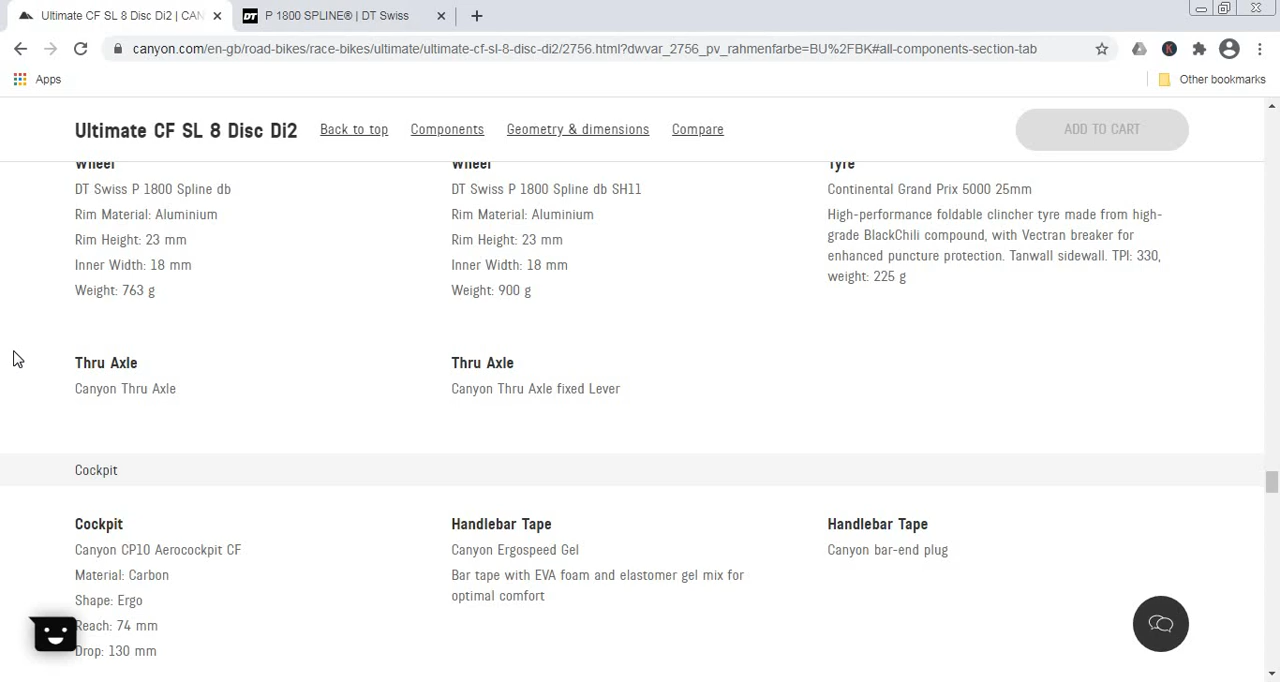 Ultimate CF SL 8 Disc Di2 | CAN
P 1800 SPLINE® | DT Swiss
canyon.com/en-gb/road-bikes/race-bikes/ultimate/ultimate-cf-sl-8-disc-di2/2756.html?dwvar_2756_pv_rahmenfarbe=BU%2FBK#all-components-section-tab
Apps
Other bookmarks
Ultimate CF SL 8 Disc Di2
Back to top
Components
Geometry & dimensions
Compare
ADD TO CART
Wheel
DT Swiss P 1800 Spline db
Rim Material: Aluminium
Rim Height: 23 mm
Inner Width: 18 mm
Weight: 763 g
Wheel
DT Swiss P 1800 Spline db SH11
Rim Material: Aluminium
Rim Height: 23 mm
Inner Width: 18 mm
Weight: 900 g
Tyre
Continental Grand Prix 5000 25mm
High-performance foldable clincher tyre made from high-
grade BlackChili compound, with Vectran breaker for
enhanced puncture protection. Tanwall sidewall. TPI: 330,
weight: 225 g
Thru Axle
Canyon Thru Axle
Thru Axle
Canyon Thru Axle fixed Lever
Cockpit
Cockpit
Canyon CP10 Aerocockpit CF
Material: Carbon
Shape: Ergo
Reach: 74 mm
Drop: 130 mm
Handlebar Tape
Canyon Ergospeed Gel
Bar tape with EVA foam and elastomer gel mix for
optimal comfort
Handlebar Tape
Canyon bar-end plug